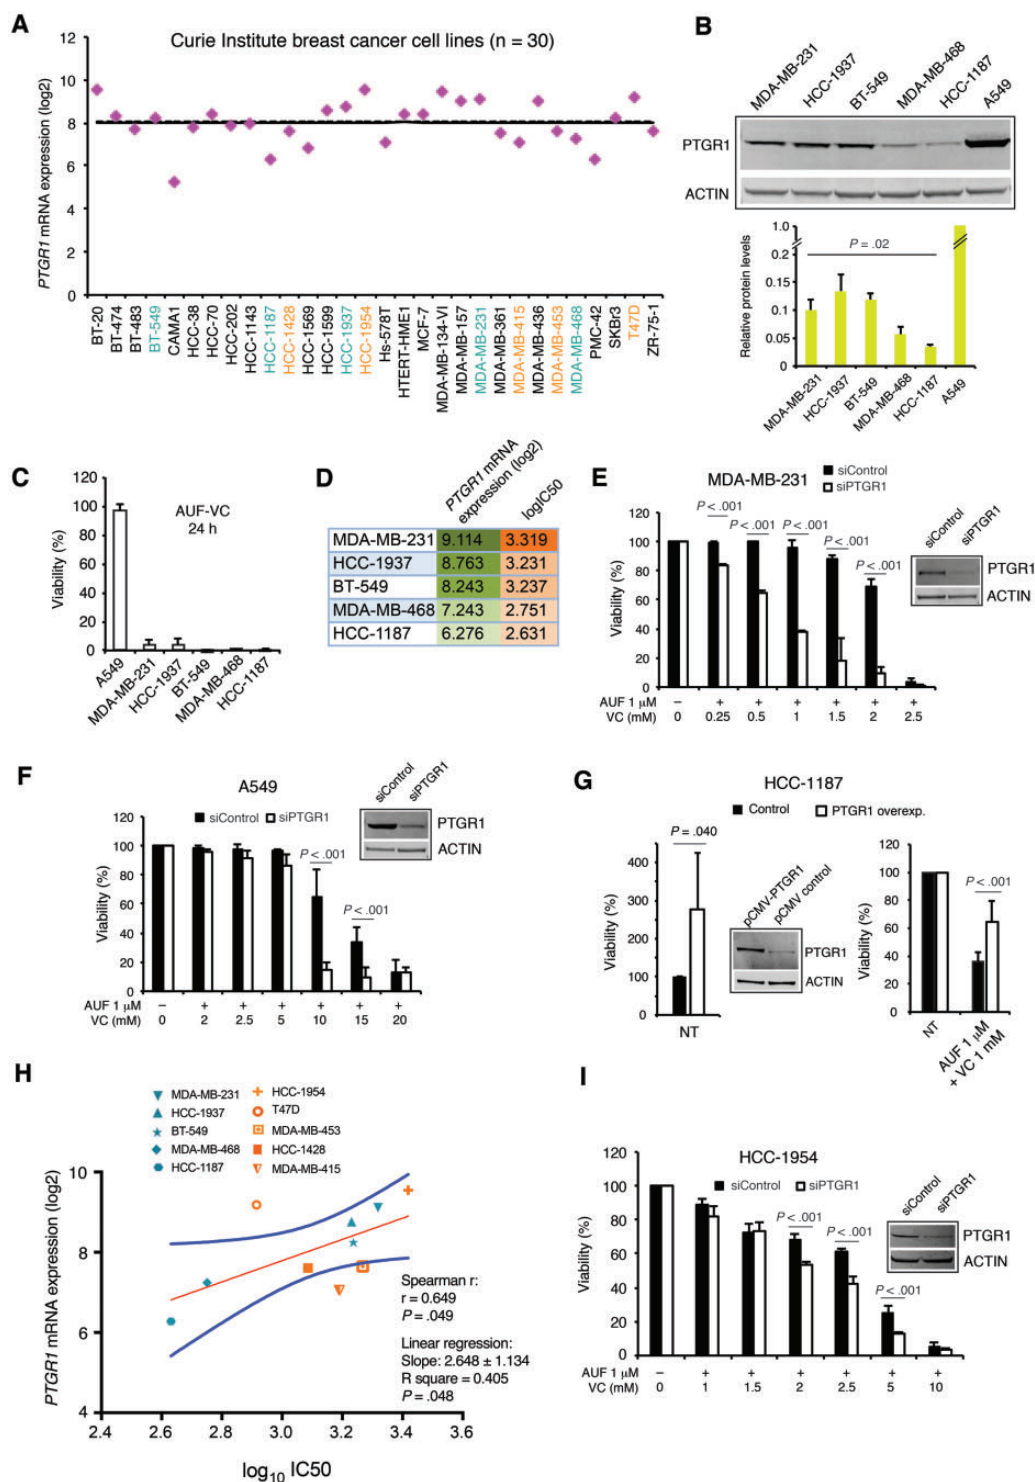 A
Curie Institute breast cancer cell lines (n = 30)
PTGR1 mRNA expression (log2)
12
10
8
6
4
2
0
BT-20
BT-474
BT-483
BT-549
CAMA1
HCC-38
HCC-70
HCC-202
HCC-1143
HCC-1187
HCC-1428
HCC-1569
HCC-1599
HCC-1937
HCC-1954
Hs-578T
HTERT-HME1
MCF-7
MDA-MB-134-VI
MDA-MB-157
MDA-MB-231
MDA-MB-361
MDA-MB-415
MDA-MB-436
MDA-MB-453
MDA-MB-468
PMC-42
SKBr3
T47D
ZR-75-1
B
MDA-MB-231
HCC-1937
BT-549
MDA-MB-468
HCC-1187
A549
PTGR1
ACTIN
Relative protein levels
1.0
0.2
0.15
0.1
0.05
0
P = .02
MDA-MB-231
HCC-1937
BT-549
MDA-MB-468
HCC-1187
A549
C
AUF-VC
24 h
Viability (%)
120
100
80
60
40
20
0
A549
MDA-MB-231
HCC-1937
BT-549
MDA-MB-468
HCC-1187
D
PTGR1 mRNA
expression (log2)
logIC50
MDA-MB-231 9.114 3.319
HCC-1937 8.763 3.231
BT-549 8.243 3.237
MDA-MB-468 7.243 2.751
HCC-1187 6.276 2.631
E
MDA-MB-231
siControl
siPTGR1
Viability (%)
120
100
80
60
40
20
0
P < .001
P < .001
P < .001
P < .001
P < .001
siControl
siPTGR1
PTGR1
ACTIN
AUF 1 µM – + + + + + +
VC (mM) 0 0.25 0.5 1 1.5 2 2.5
F
A549
siControl siPTGR1
Viability (%)
120
100
80
60
40
20
0
P < .001
P < .001
siControl
siPTGR1
PTGR1
ACTIN
AUF 1 µM – + + + + + +
VC (mM) 0 2 2.5 5 10 15 20
G
HCC-1187
Control PTGR1 overexp.
P = .040
Viability (%)
400
300
200
100
0
NT
pCMV-PTGR1
pCMV control
PTGR1
ACTIN
Viability (%)
120
100
80
60
40
20
0
P < .001
NT
AUF 1 µM
+ VC 1 mM
H
MDA-MB-231
HCC-1937
BT-549
MDA-MB-468
HCC-1187
HCC-1954
T47D
MDA-MB-453
HCC-1428
MDA-MB-415
PTGR1 mRNA expression (log2)
10
8
6
4
Spearman r:
r = 0.649
P = .049
Linear regression:
Slope: 2.648 ± 1.134
R square = 0.405
P = .048
2.4 2.6 2.8 3.0 3.2 3.4 3.6
log10 IC50
I
HCC-1954
siControl siPTGR1
Viability (%)
120
100
80
60
40
20
0
P < .001
P < .001
P < .001
siControl
siPTGR1
PTGR1
ACTIN
AUF 1 µM – + + + + + +
VC (mM) 0 1 1.5 2 2.5 5 10